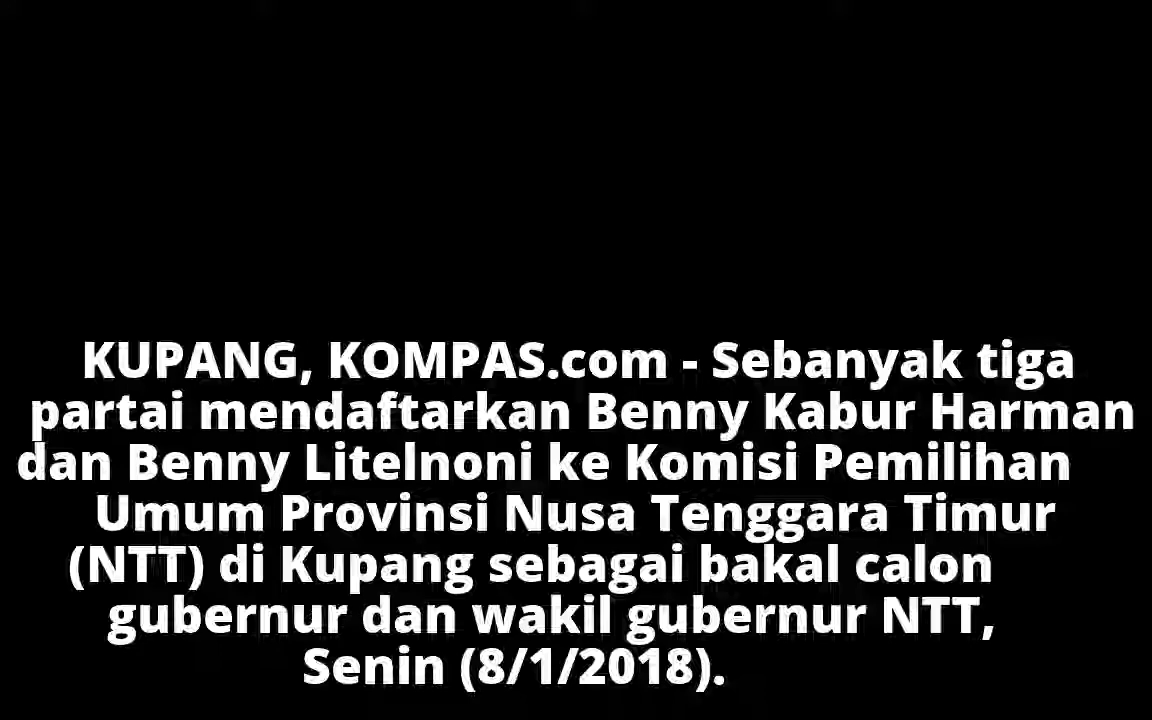 KUPANG, KOMPAS.com - Sebanyak tiga
partai mendaftarkan Benny Kabur Harman
dan Benny Litelnoni ke Komisi Pemilihan
Umum Provinsi Nusa Tenggara Timur
(NTT) di Kupang sebagai bakal calon
gubernur dan wakil gubernur NTT,
Senin (8/1/2018).